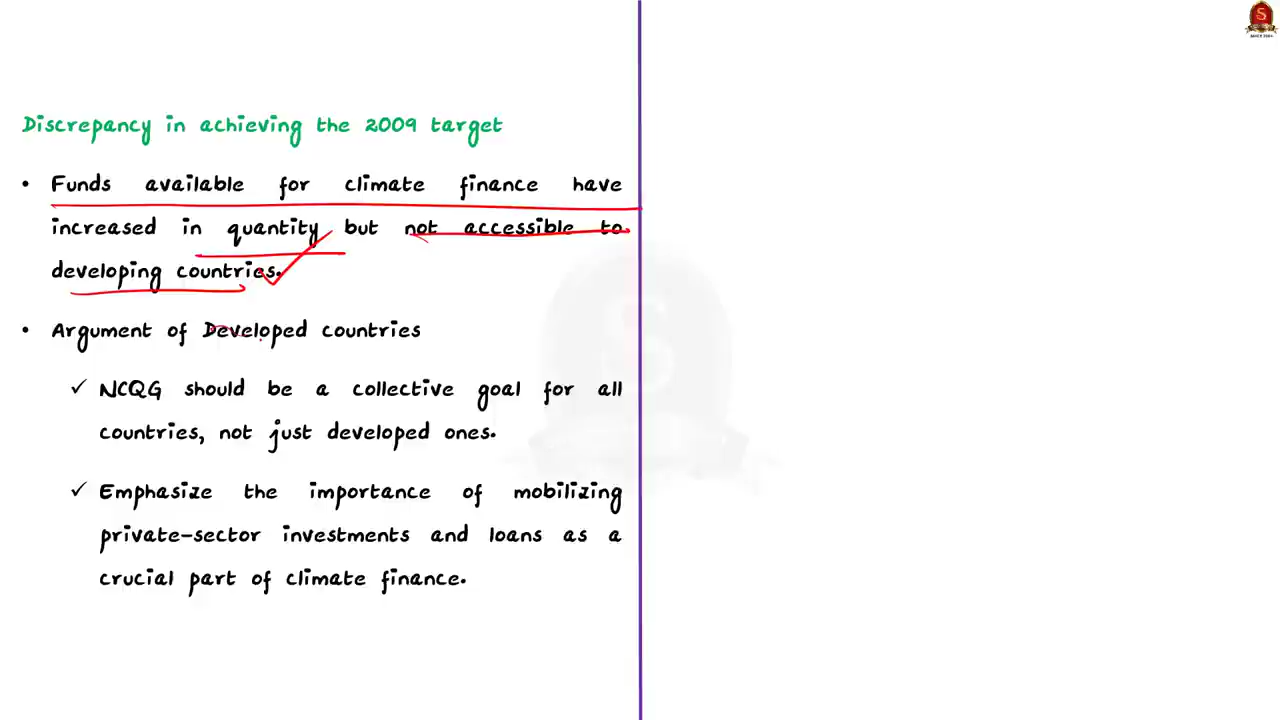 Discrepancy in achieving the 2009 target
• Funds available for climate finance have
increased in quantity but not accessible to
developing countries.
• Argument of Developed countries
✓ NCQG should be a collective goal for all
countries, not just developed ones.
✓ Emphasize the importance of mobilizing
private-sector investments and loans as a
crucial part of climate finance.